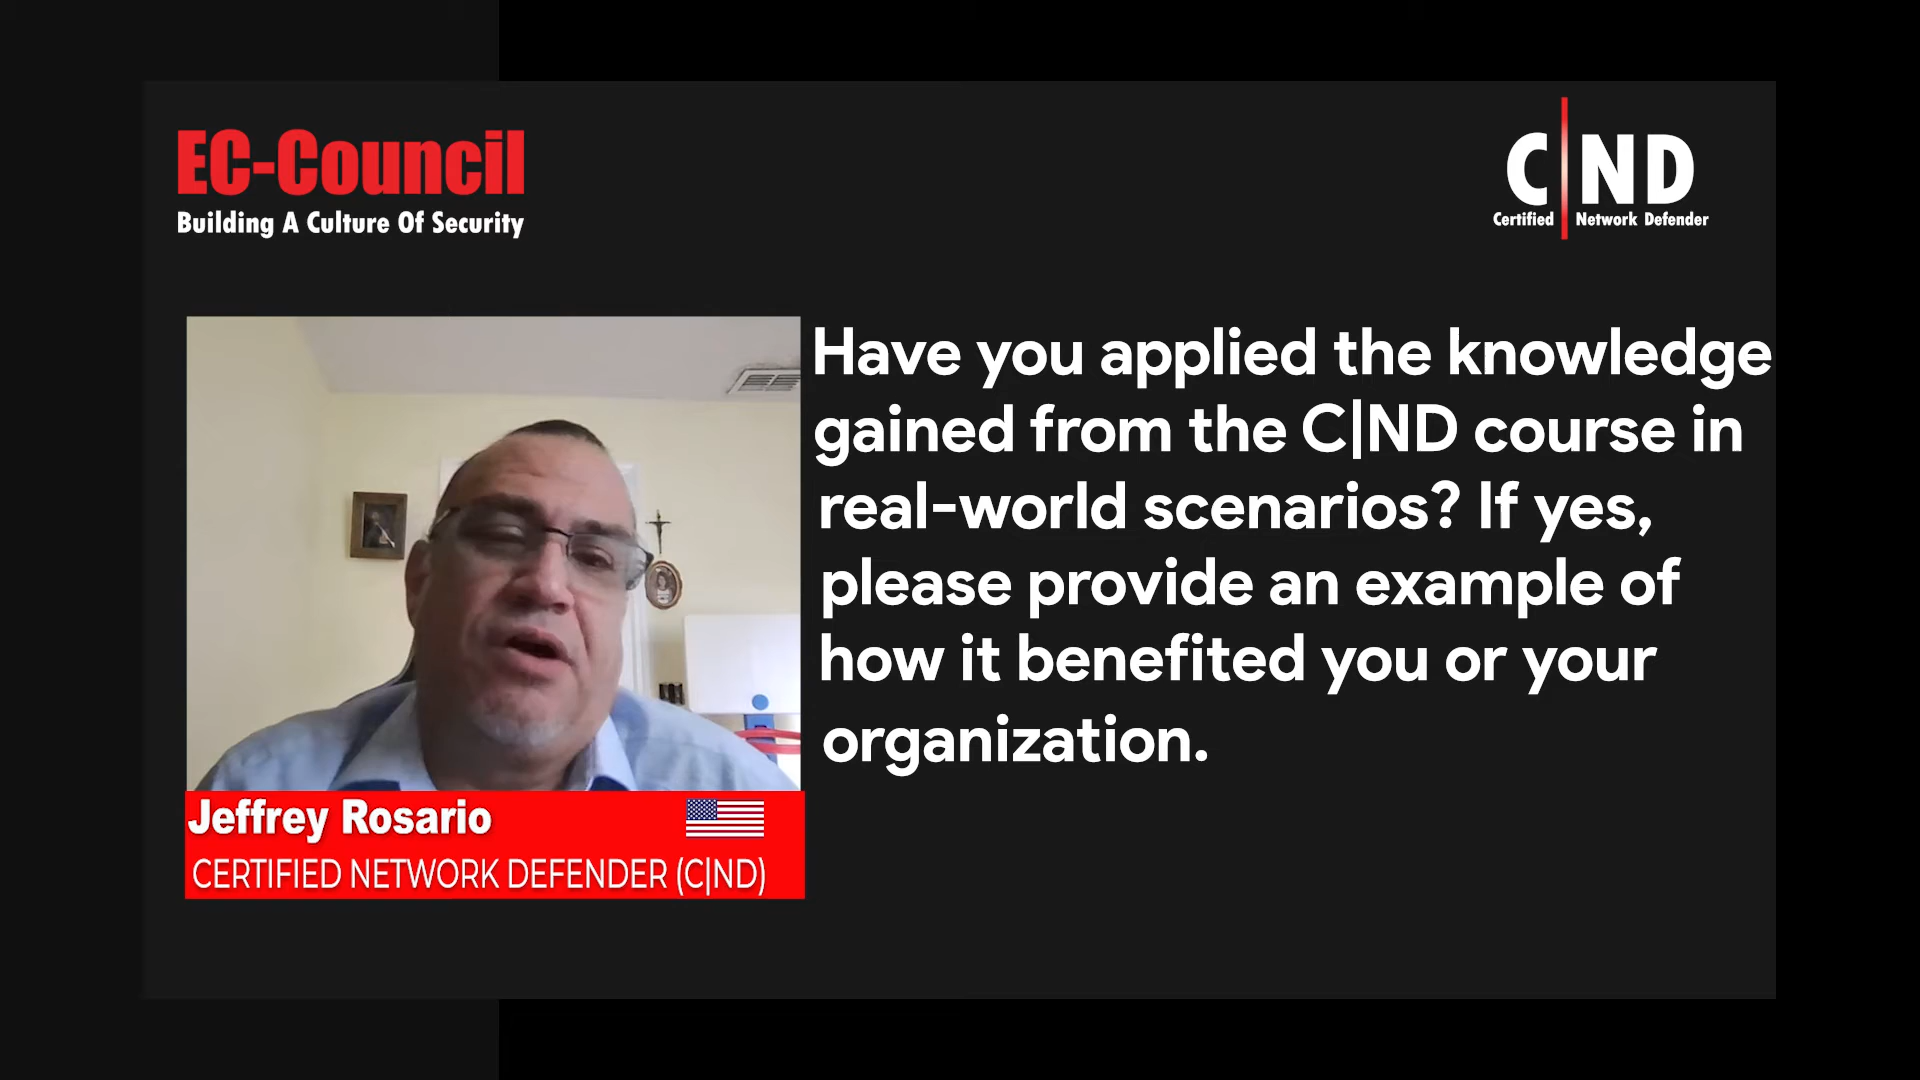 EC-Council
Building A Culture Of Security
C|ND
Certified Network Defender
Have you applied the knowledge
gained from the C|ND course in
real-world scenarios? If yes,
please provide an example of
how it benefited you or your
organization.
Jeffrey Rosario
CERTIFIED NETWORK DEFENDER (C|ND)